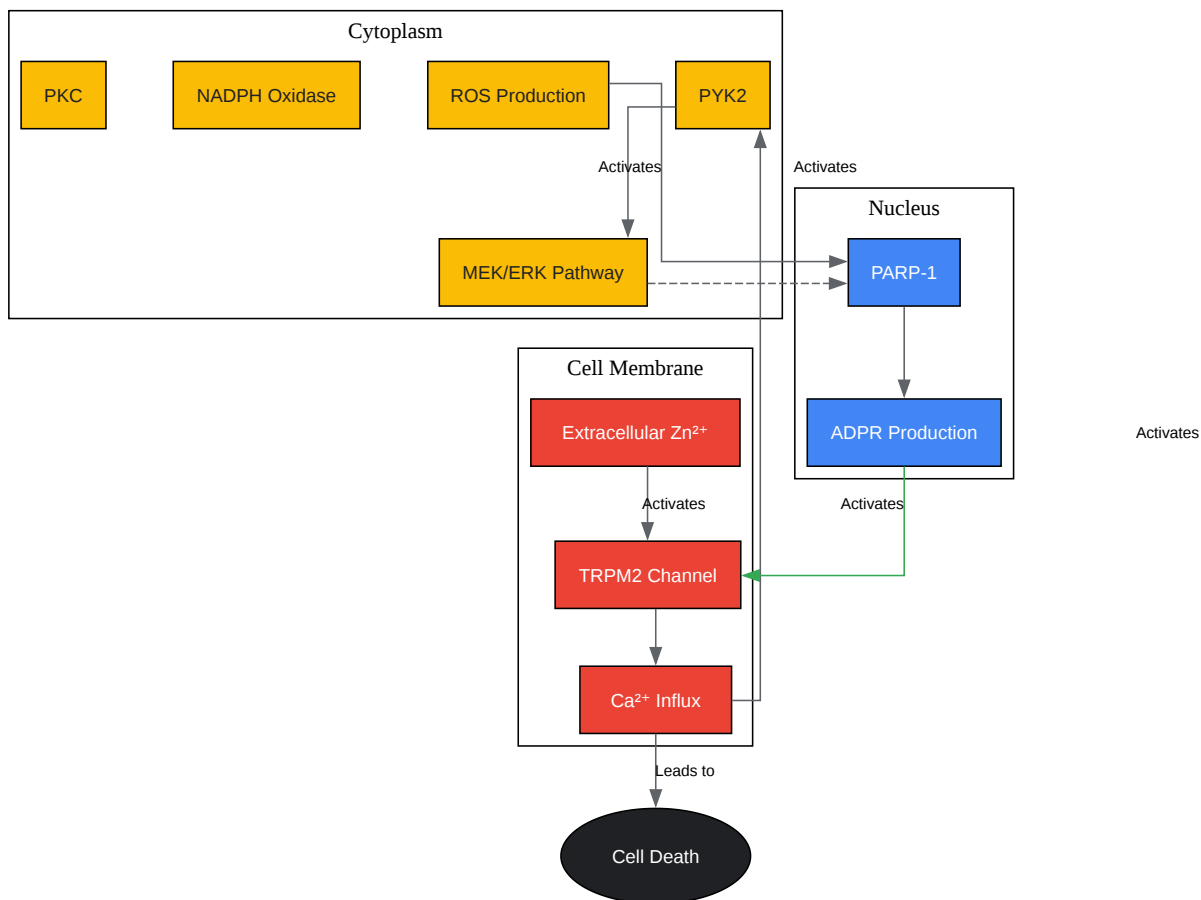 Cytoplasm
PKC
NADPH Oxidase
ROS Production
PYK2
Activates
Activates
Nucleus
MEK/ERK Pathway
PARP-1
Cell Membrane
Extracellular Zn²⁺
ADPR Production
Activates
Activates
Activates
TRPM2 Channel
Ca²⁺ Influx
Leads to
Cell Death